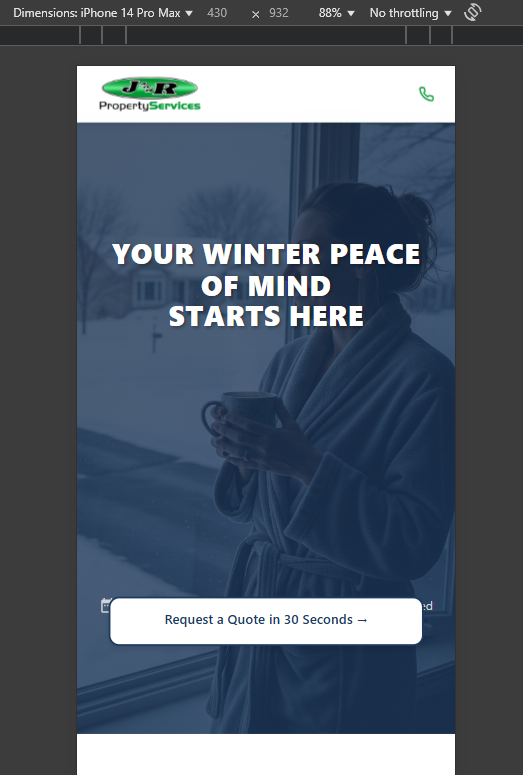 Dimensions: iPhone 14 Pro Max ▼ 430 × 932 88% ▼ No throttling ▼
J&R
PropertyServices
YOUR WINTER PEACE
OF MIND
STARTS HERE
ed
Request a Quote in 30 Seconds →